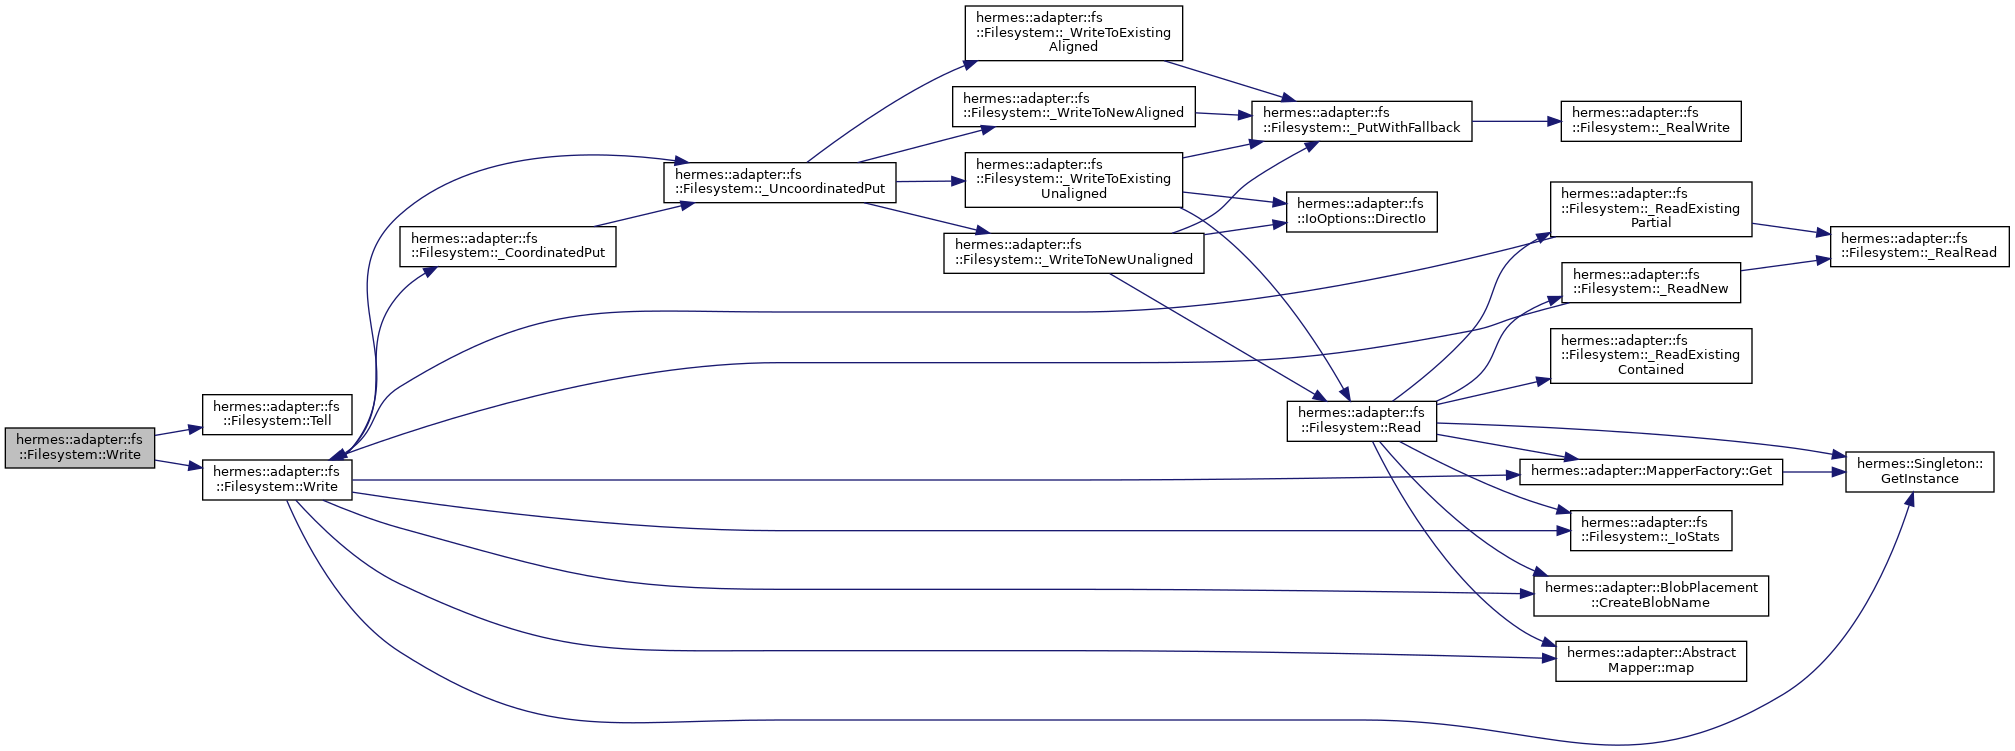 hermes::adapter::fs
::Filesystem::Write
hermes::adapter::fs
::Filesystem::Tell
hermes::adapter::fs
::Filesystem::Write
hermes::adapter::fs
::Filesystem::_CoordinatedPut
hermes::adapter::fs
::Filesystem::_UncoordinatedPut
hermes::adapter::fs
::Filesystem::_WriteToExisting
Aligned
hermes::adapter::fs
::Filesystem::_WriteToNewAligned
hermes::adapter::fs
::Filesystem::_WriteToExisting
Unaligned
hermes::adapter::fs
::Filesystem::_WriteToNewUnaligned
hermes::adapter::fs
::Filesystem::_PutWithFallback
hermes::adapter::fs
::IoOptions::DirectIo
hermes::adapter::fs
::Filesystem::Read
hermes::adapter::fs
::Filesystem::_RealWrite
hermes::adapter::fs
::Filesystem::_ReadExisting
Partial
hermes::adapter::fs
::Filesystem::_ReadNew
hermes::adapter::fs
::Filesystem::_ReadExisting
Contained
hermes::adapter::MapperFactory::Get
hermes::adapter::fs
::Filesystem::_IoStats
hermes::adapter::BlobPlacement
::CreateBlobName
hermes::adapter::Abstract
Mapper::map
hermes::adapter::fs
::Filesystem::_RealRead
hermes::Singleton::
GetInstance